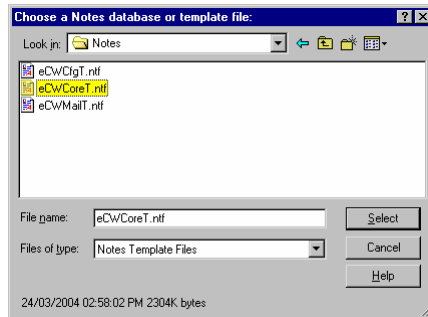 Choose a Notes database or template file:
Look in: Notes
eCWCfgT.ntf
eCWCoreT.ntf
eCWMailT.ntf
File name: eCWCoreT.ntf Select
Files of type: Notes Template Files Cancel
Help
24/03/2004 02:58:02 PM 2304K bytes